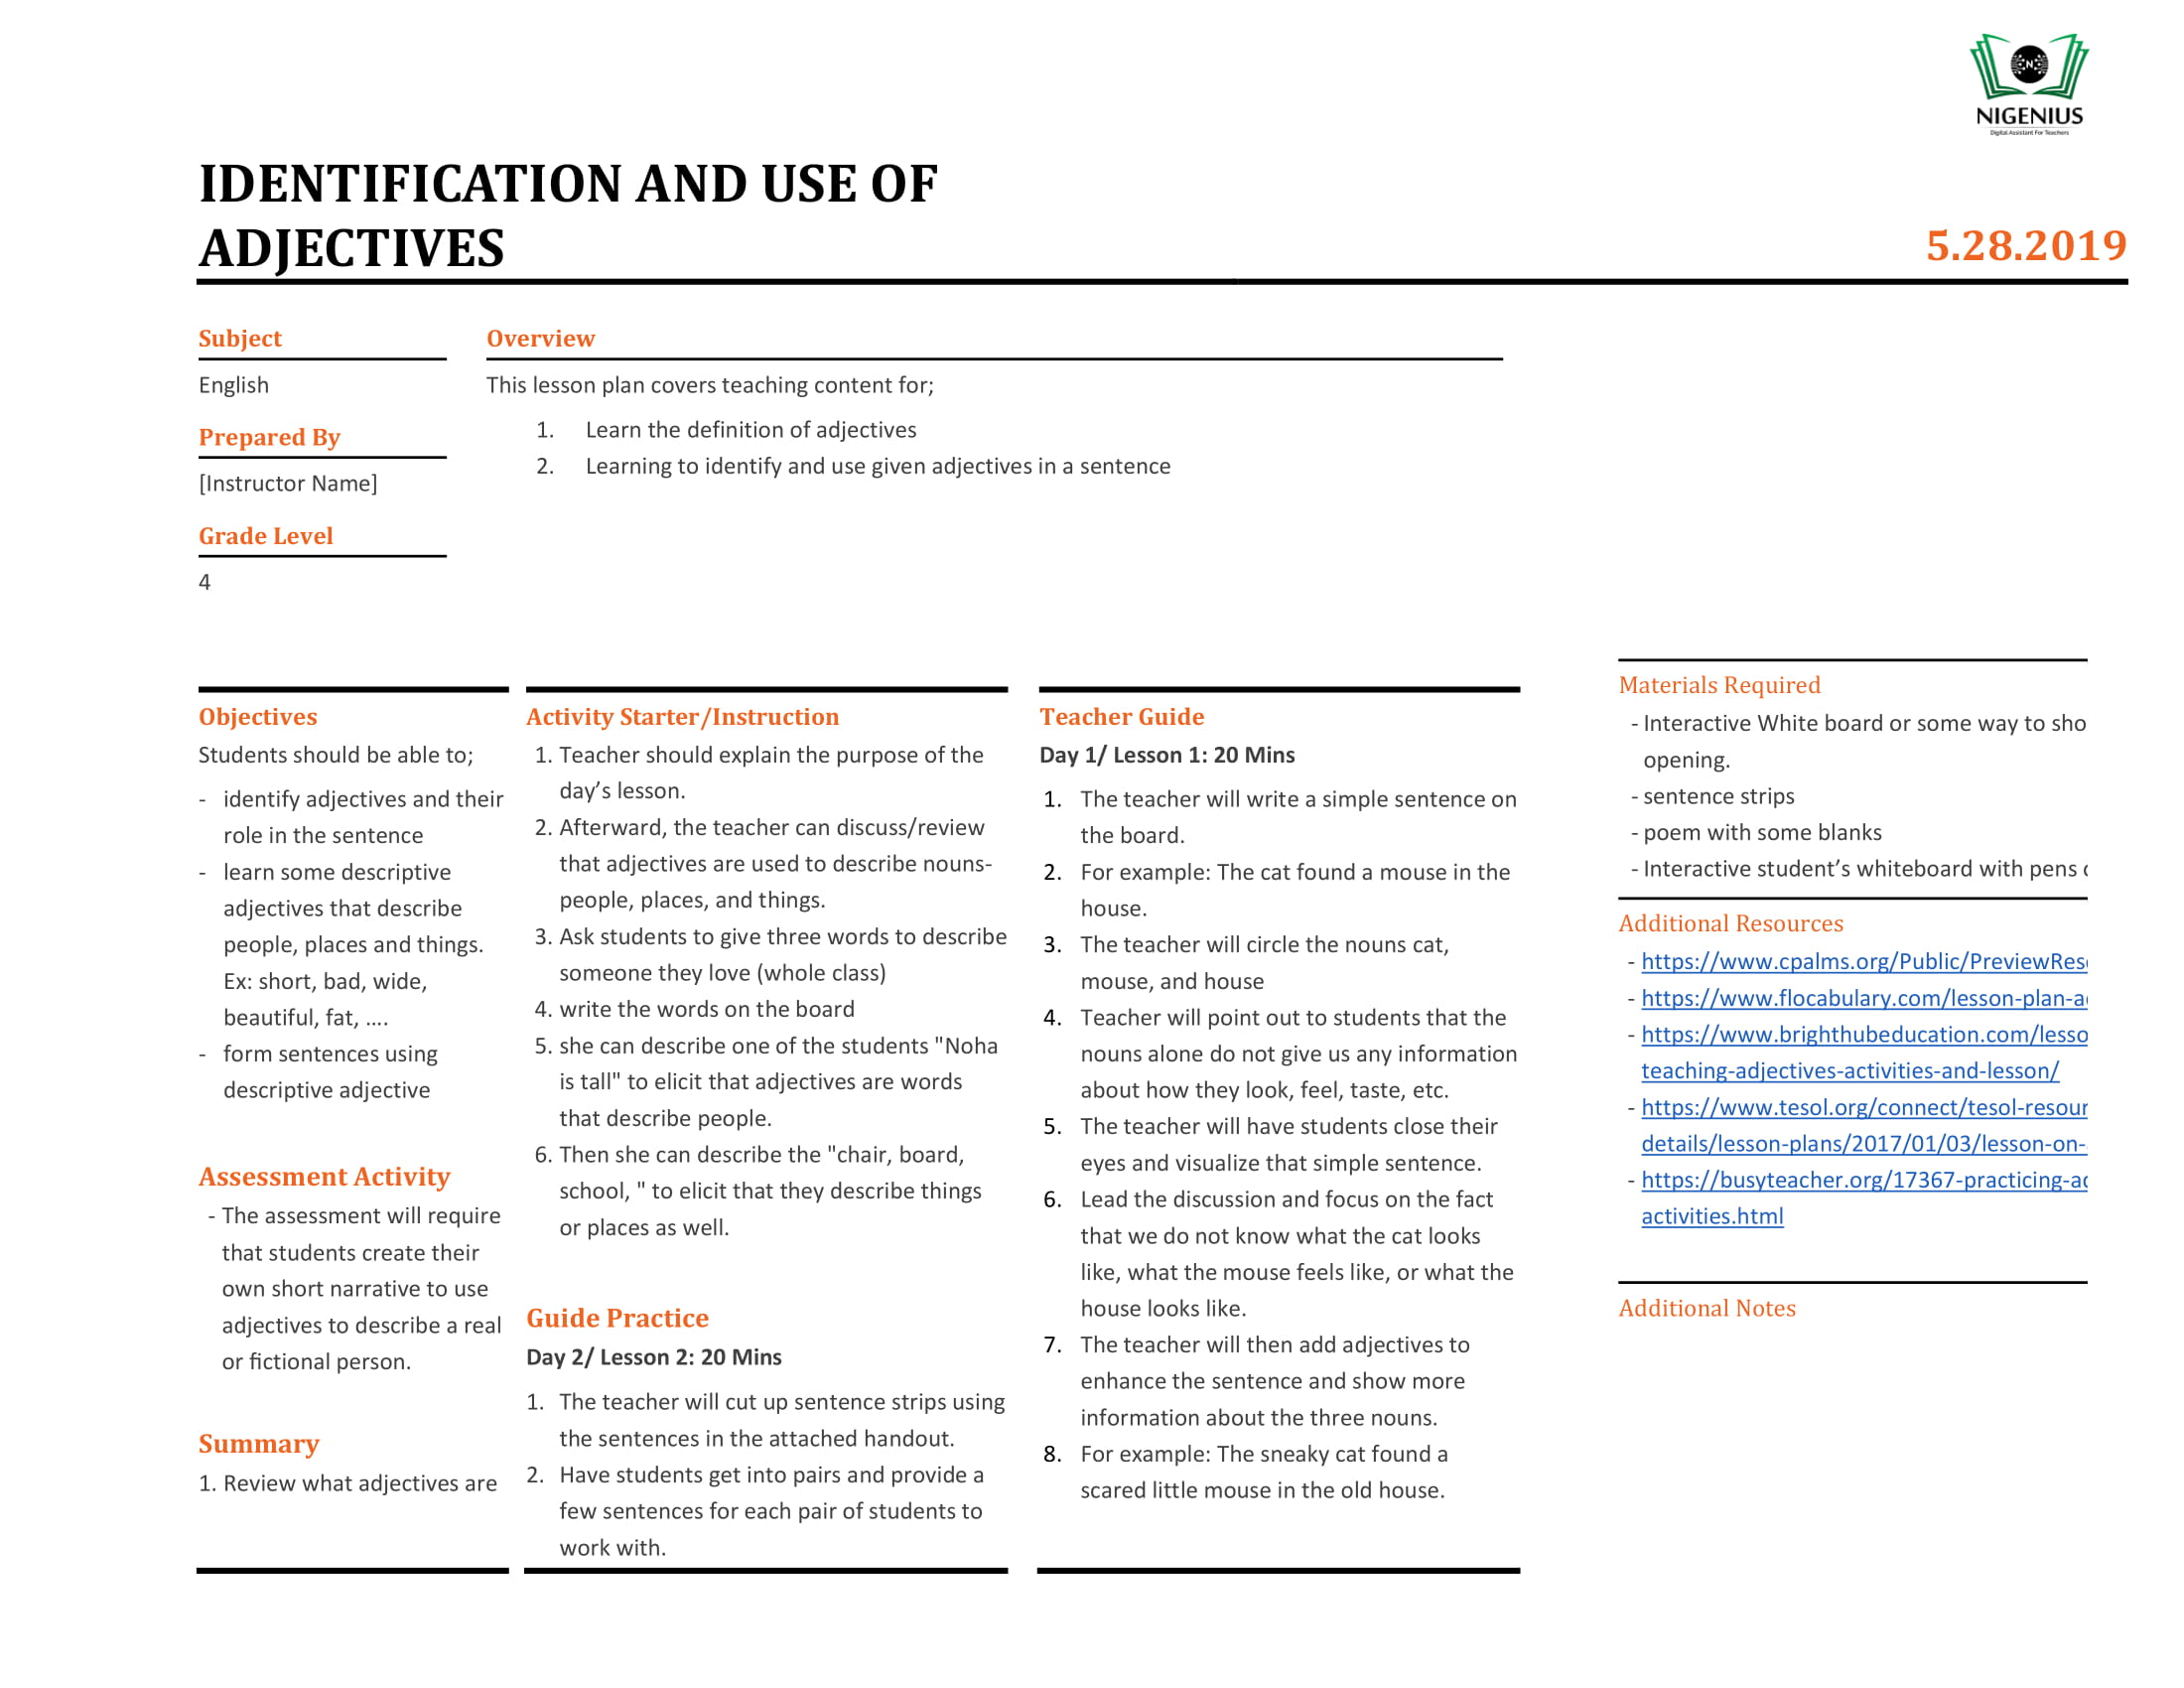 NIGENIUS
Digital Assistant For Teachers
IDENTIFICATION AND USE OF
ADJECTIVES
5.28.2019
Subject
English
Prepared By
[Instructor Name]
Grade Level
4
Overview
This lesson plan covers teaching content for;
1. Learn the definition of adjectives
2. Learning to identify and use given adjectives in a sentence
Objectives
Students should be able to;
- identify adjectives and their
role in the sentence
- learn some descriptive
adjectives that describe
people, places and things.
Ex: short, bad, wide,
beautiful, fat, ….
- form sentences using
descriptive adjective
Assessment Activity
- The assessment will require
that students create their
own short narrative to use
adjectives to describe a real
or fictional person.
Summary
1. Review what adjectives are
Activity Starter/Instruction
1. Teacher should explain the purpose of the
day’s lesson.
2. Afterward, the teacher can discuss/review
that adjectives are used to describe nouns-
people, places, and things.
3. Ask students to give three words to describe
someone they love (whole class)
4. write the words on the board
5. she can describe one of the students "Noha
is tall" to elicit that adjectives are words
that describe people.
6. Then she can describe the "chair, board,
school, " to elicit that they describe things
or places as well.
Guide Practice
Day 2/ Lesson 2: 20 Mins
1. The teacher will cut up sentence strips using
the sentences in the attached handout.
2. Have students get into pairs and provide a
few sentences for each pair of students to
work with.
Teacher Guide
Day 1/ Lesson 1: 20 Mins
1. The teacher will write a simple sentence on
the board.
2. For example: The cat found a mouse in the
house.
3. The teacher will circle the nouns cat,
mouse, and house
4. Teacher will point out to students that the
nouns alone do not give us any information
about how they look, feel, taste, etc.
5. The teacher will have students close their
eyes and visualize that simple sentence.
6. Lead the discussion and focus on the fact
that we do not know what the cat looks
like, what the mouse feels like, or what the
house looks like.
7. The teacher will then add adjectives to
enhance the sentence and show more
information about the three nouns.
8. For example: The sneaky cat found a
scared little mouse in the old house.
Materials Required
- Interactive White board or some way to sho
opening.
- sentence strips
- poem with some blanks
- Interactive student’s whiteboard with pens
Additional Resources
- https://www.cpalms.org/Public/PreviewRes
- https://www.flocabulary.com/lesson-plan-a
- https://www.brighthubeducation.com/lesso
teaching-adjectives-activities-and-lesson/
- https://www.tesol.org/connect/tesol-resour
details/lesson-plans/2017/01/03/lesson-on-
- https://busyteacher.org/17367-practicing-a
activities.html
Additional Notes